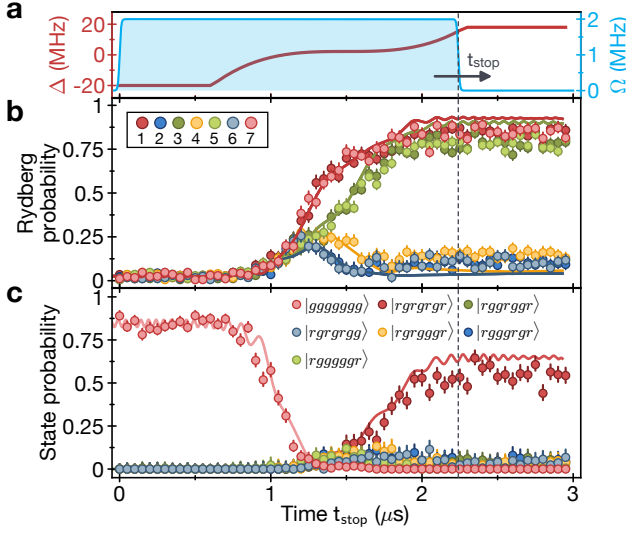 a
20
0
-20
Δ (MHz)
2
1
0
Ω (MHz)
t_stop
b
1
0.75
0.5
0.25
0
Rydberg
probability
1 2 3 4 5 6 7
c
1
0.75
0.5
0.25
0
State probability
|ggggggg⟩ |rgrgrgr⟩ |rggrggr⟩
|rgrgrgg⟩ |rgrgggr⟩ |rgggrgr⟩
|rgggggr⟩
0 1 2 3
Time t_stop (μs)